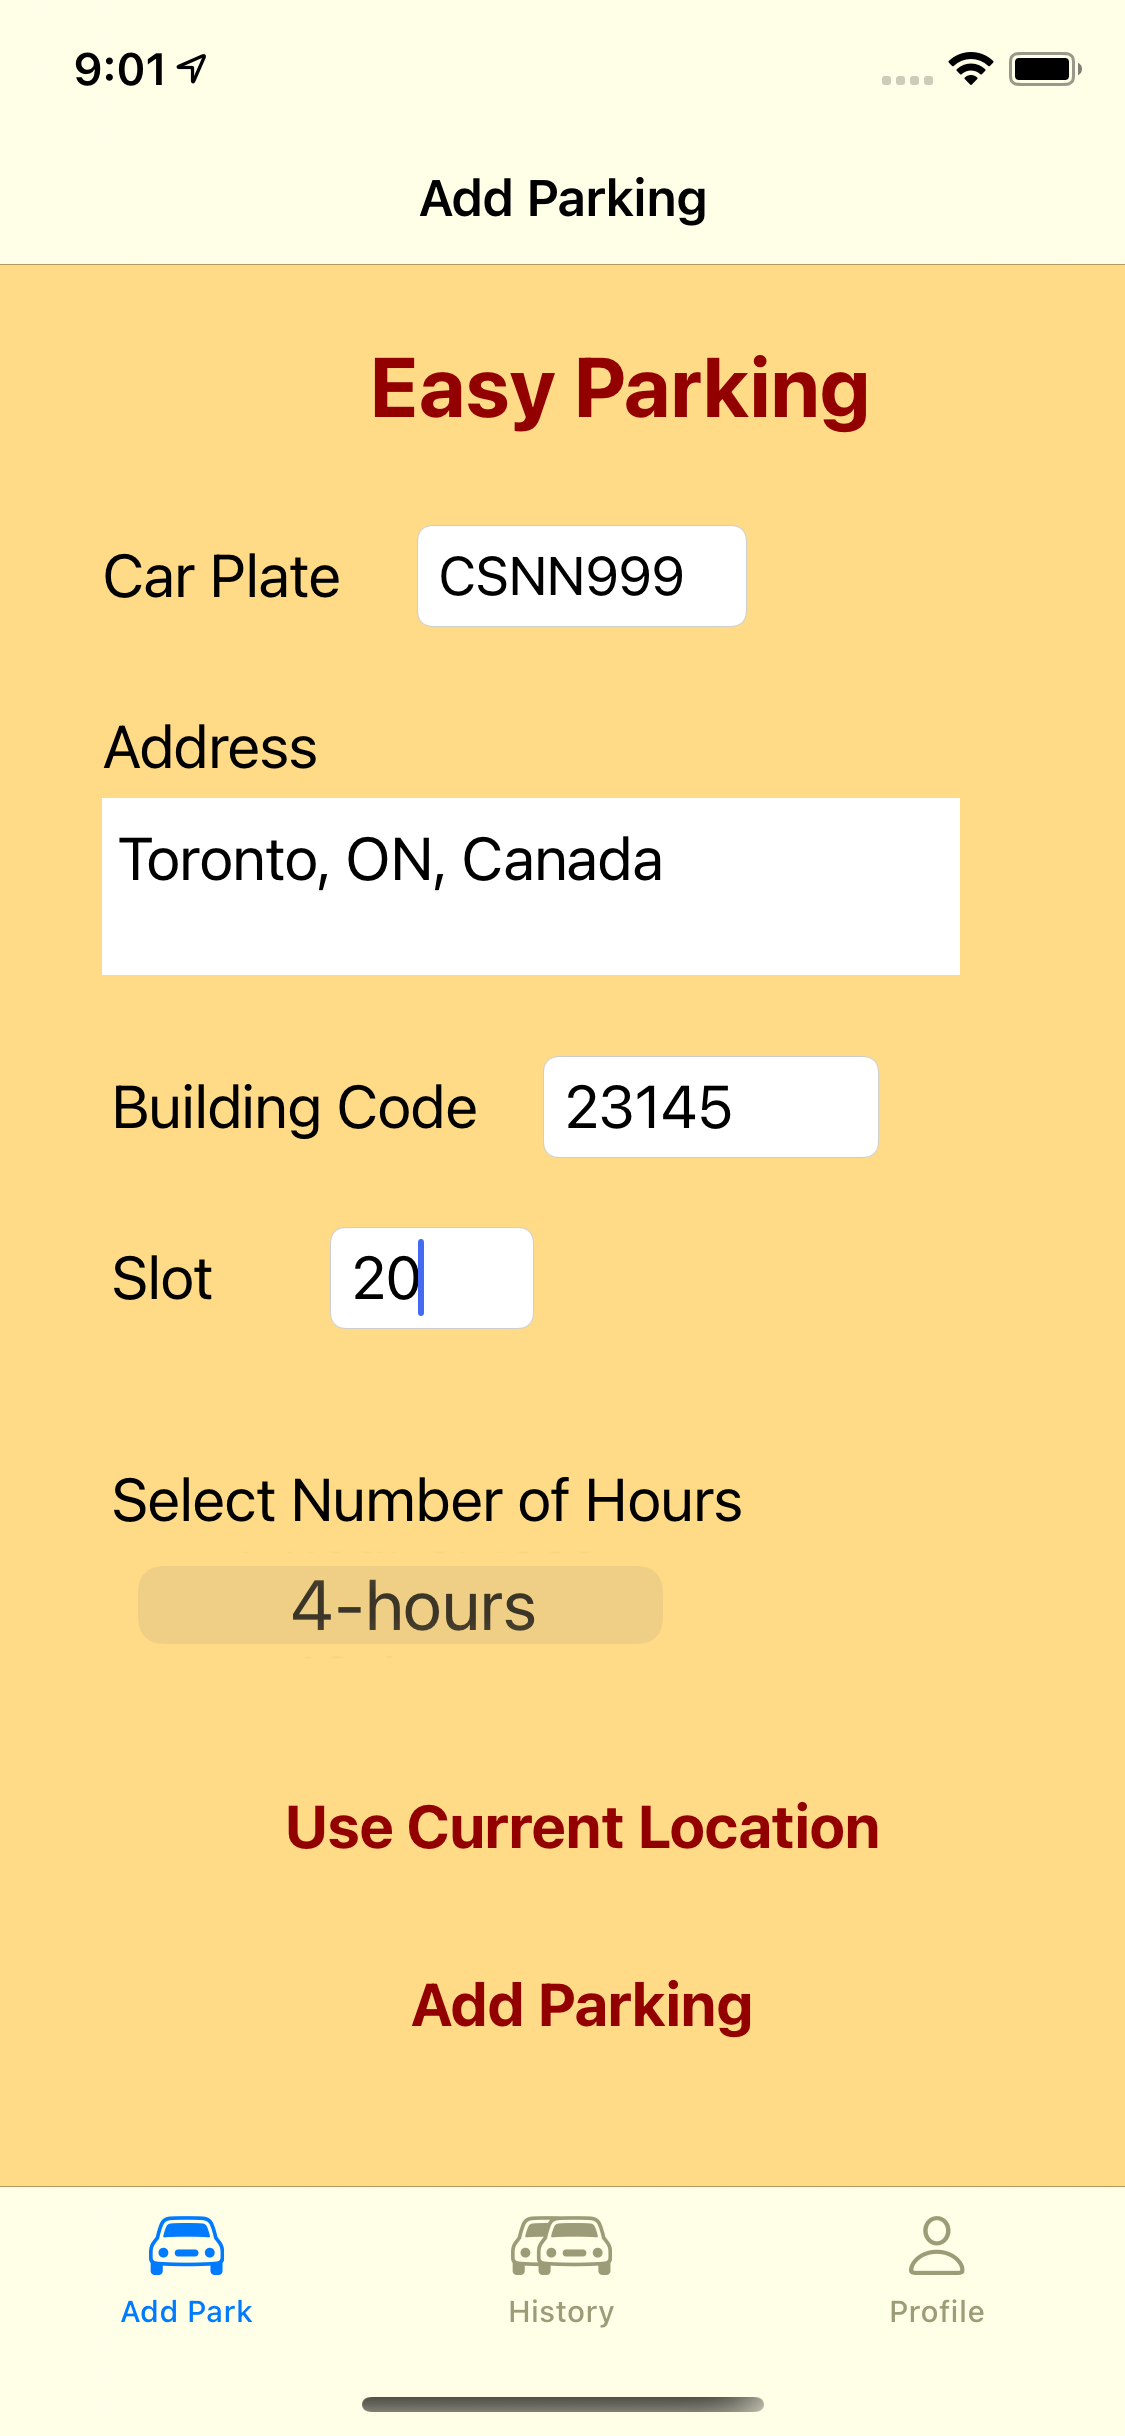 9:01
Add Parking
Easy Parking
Car Plate CSNN999
Address
Toronto, ON, Canada
Building Code 23145
Slot 20
Select Number of Hours
4-hours
Use Current Location
Add Parking
Add Park History Profile